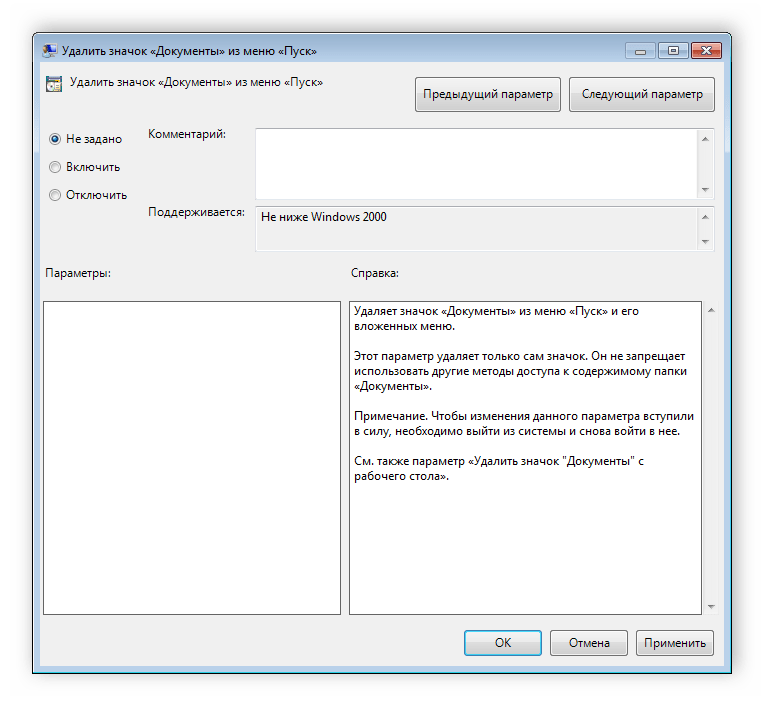 Удалить значок «Документы» из меню «Пуск»
Удалить значок «Документы» из меню «Пуск»
Предыдущий параметр
Следующий параметр
Не задано
Включить
Отключить
Комментарий:
Поддерживается:
Не ниже Windows 2000
Параметры:
Справка:
Удаляет значок «Документы» из меню «Пуск» и его
вложенных меню.
Этот параметр удаляет только сам значок. Он не запрещает
использовать другие методы доступа к содержимому папки
«Документы».
Примечание. Чтобы изменения данного параметра вступили
в силу, необходимо выйти из системы и снова войти в нее.
См. также параметр «Удалить значок "Документы" с
рабочего стола».
ОК
Отмена
Применить